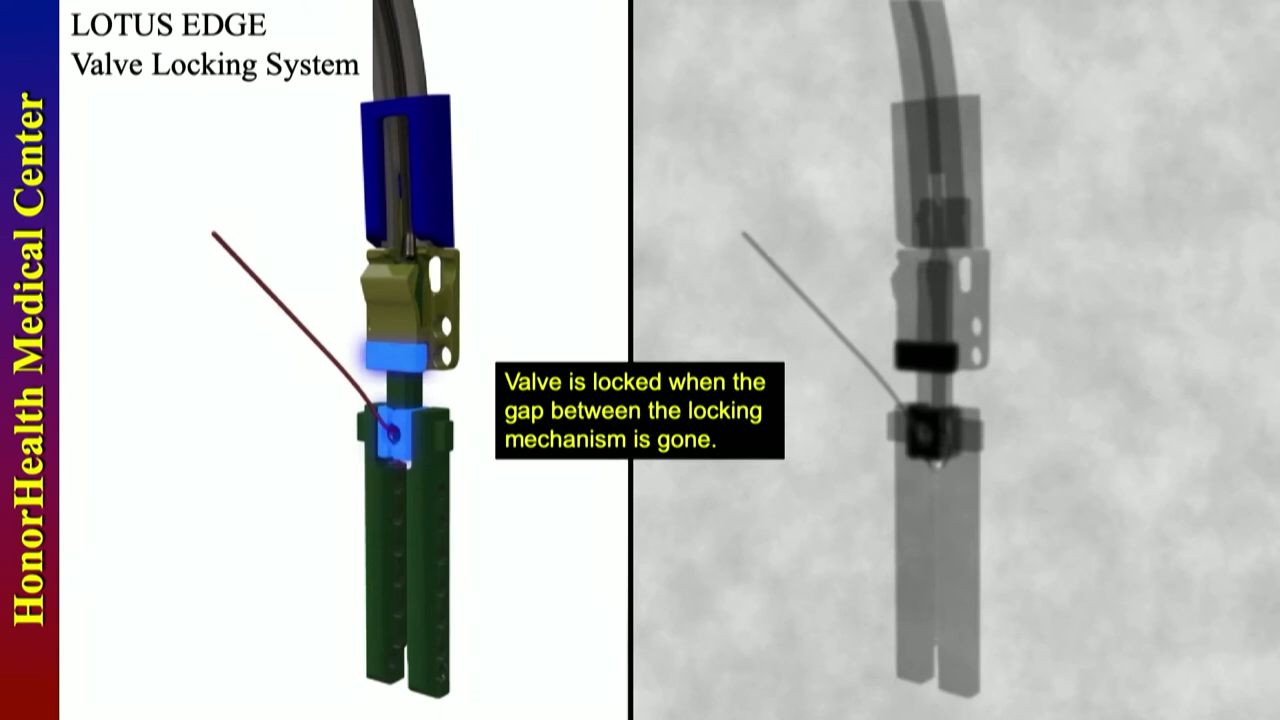 LOTUS EDGE
Valve Locking System
HonorHealth Medical Center
Valve is locked when the
gap between the locking
mechanism is gone.